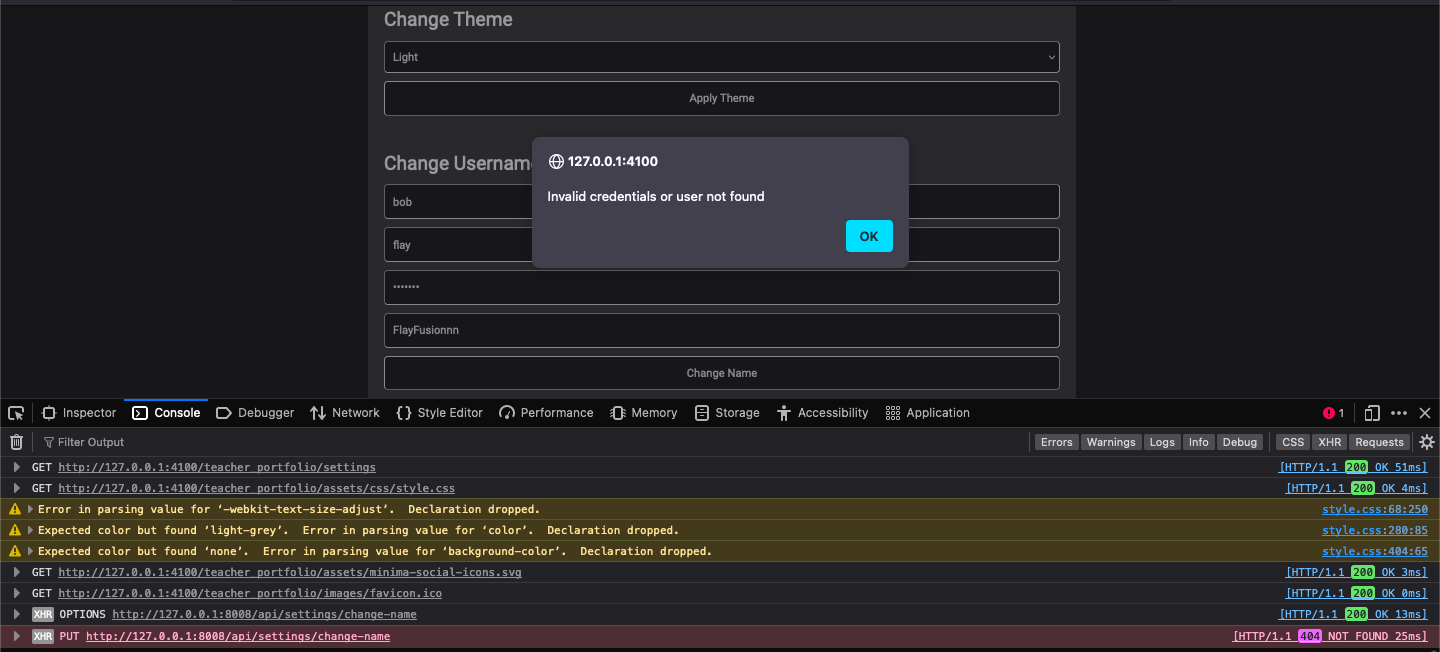 Change Theme
Light
Apply Theme
Change Usernam
127.0.0.1:4100
Invalid credentials or user not found
OK
bob
flay
•••••••
FlayFusionnn
Change Name
Inspector Console Debugger Network {} Style Editor Performance Memory Storage Accessibility Application 1
Filter Output Errors Warnings Logs Info Debug CSS XHR Requests
GET http://127.0.0.1:4100/teacher_portfolio/settings [HTTP/1.1 200 OK 51ms]
GET http://127.0.0.1:4100/teacher_portfolio/assets/css/style.css [HTTP/1.1 200 OK 4ms]
Error in parsing value for ‘-webkit-text-size-adjust’. Declaration dropped. style.css:68:250
Expected color but found ‘light-grey’. Error in parsing value for ‘color’. Declaration dropped. style.css:280:85
Expected color but found ‘none’. Error in parsing value for ‘background-color’. Declaration dropped. style.css:404:65
GET http://127.0.0.1:4100/teacher_portfolio/assets/minima-social-icons.svg [HTTP/1.1 200 OK 3ms]
GET http://127.0.0.1:4100/teacher_portfolio/images/favicon.ico [HTTP/1.1 200 OK 0ms]
XHR OPTIONS http://127.0.0.1:8008/api/settings/change-name [HTTP/1.1 200 OK 13ms]
XHR PUT http://127.0.0.1:8008/api/settings/change-name [HTTP/1.1 404 NOT FOUND 25ms]